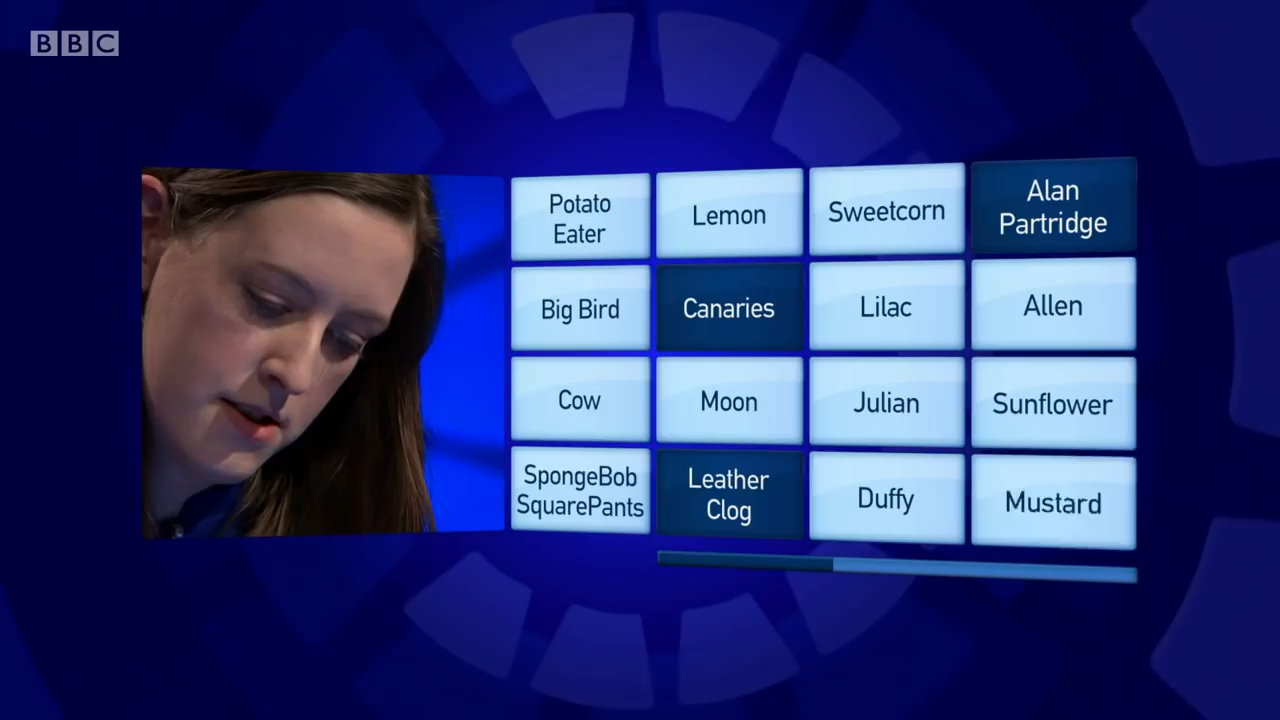 BBC
Potato
Eater
Lemon
Sweetcorn
Alan
Partridge
Big Bird
Canaries
Lilac
Allen
Cow
Moon
Julian
Sunflower
SpongeBob
SquarePants
Leather
Clog
Duffy
Mustard